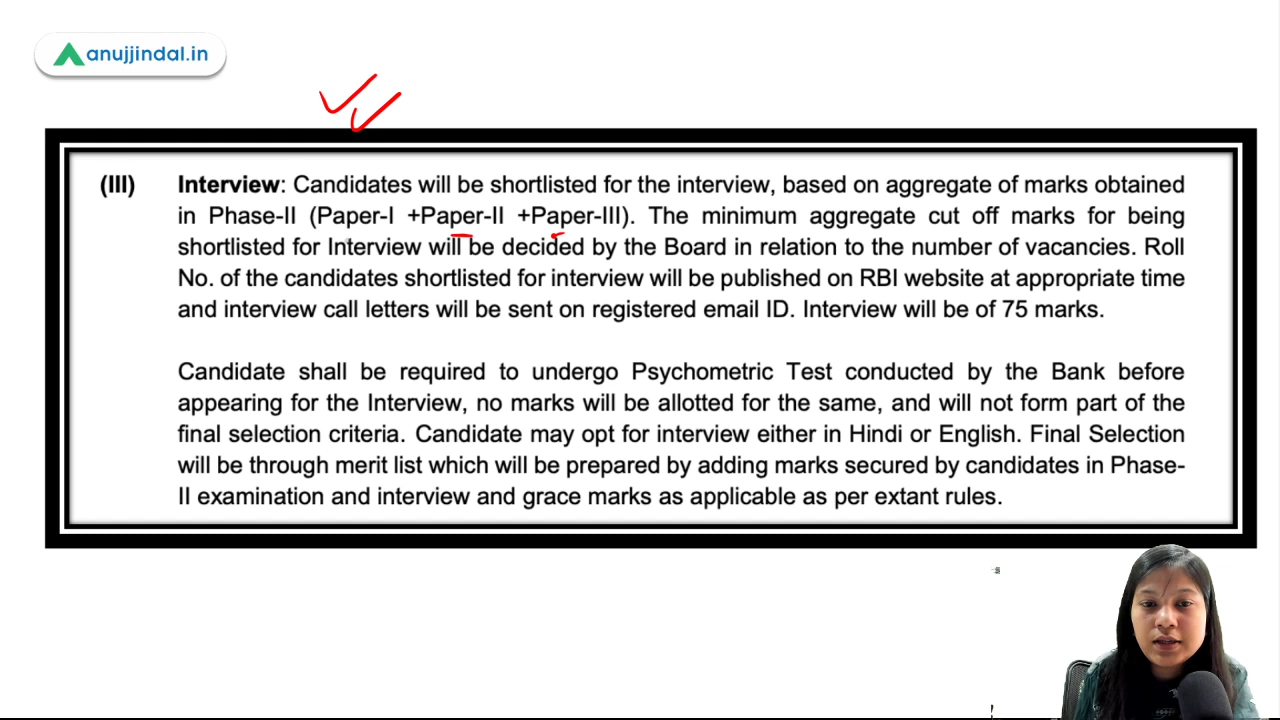 anujjindal.in
(III) Interview: Candidates will be shortlisted for the interview, based on aggregate of marks obtained
in Phase-II (Paper-I +Paper-II +Paper-III). The minimum aggregate cut off marks for being
shortlisted for Interview will be decided by the Board in relation to the number of vacancies. Roll
No. of the candidates shortlisted for interview will be published on RBI website at appropriate time
and interview call letters will be sent on registered email ID. Interview will be of 75 marks.
Candidate shall be required to undergo Psychometric Test conducted by the Bank before
appearing for the Interview, no marks will be allotted for the same, and will not form part of the
final selection criteria. Candidate may opt for interview either in Hindi or English. Final Selection
will be through merit list which will be prepared by adding marks secured by candidates in Phase-
II examination and interview and grace marks as applicable as per extant rules.